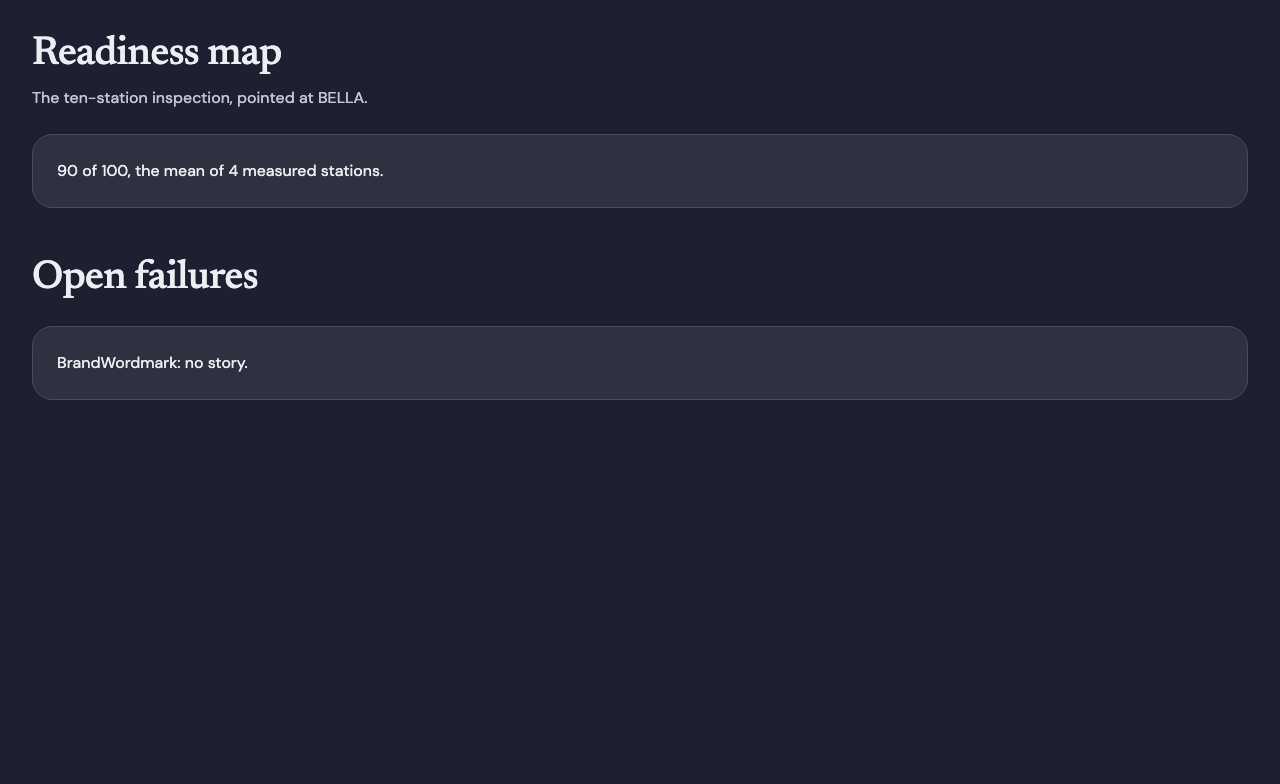 Readiness map
The ten-station inspection, pointed at BELLA.
90 of 100, the mean of 4 measured stations.
Open failures
BrandWordmark: no story.